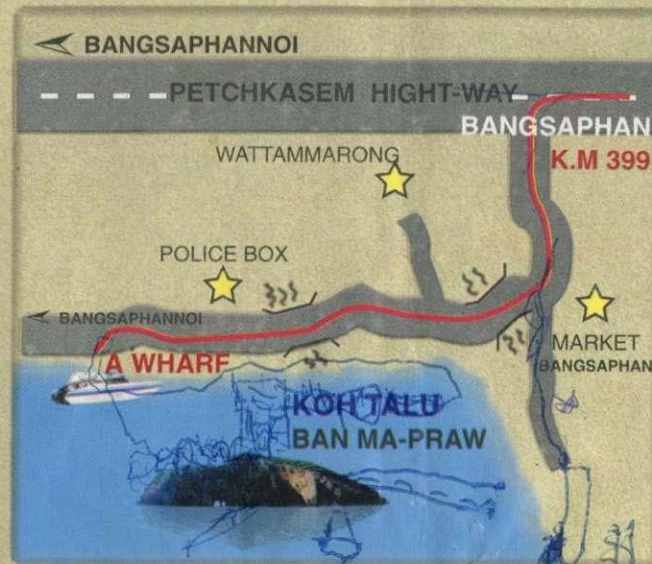 BANGSAPHANNOI
PETCHKASEM HIGHT-WAY
BANGSAPHAN
K.M 399
WATTAMMARONG
POLICE BOX
BANGSAPHANNOI
MARKET
BANGSAPHAN
A WHARF
KOH TALU
BAN MA-PRAW